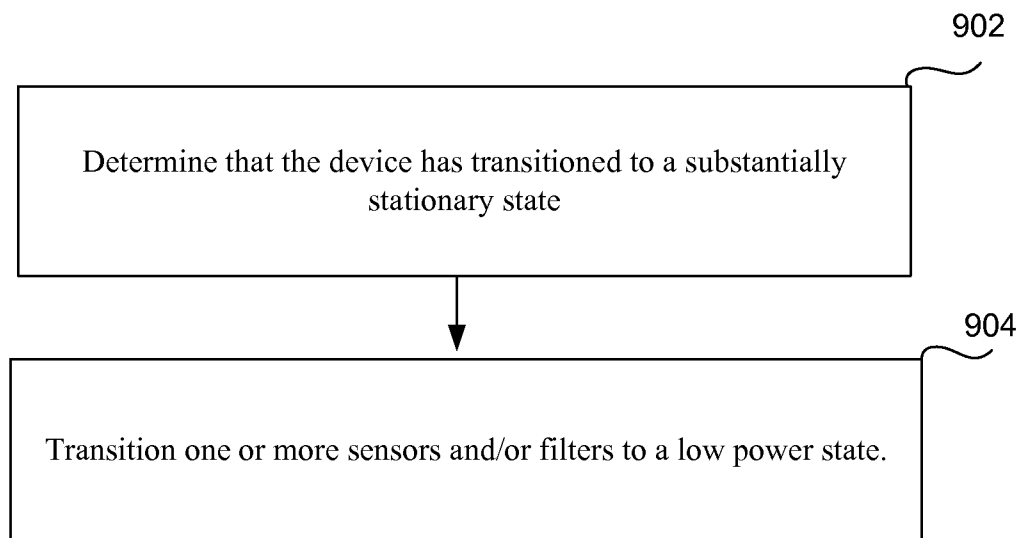 902
Determine that the device has transitioned to a substantially
stationary state
904
Transition one or more sensors and/or filters to a low power state.